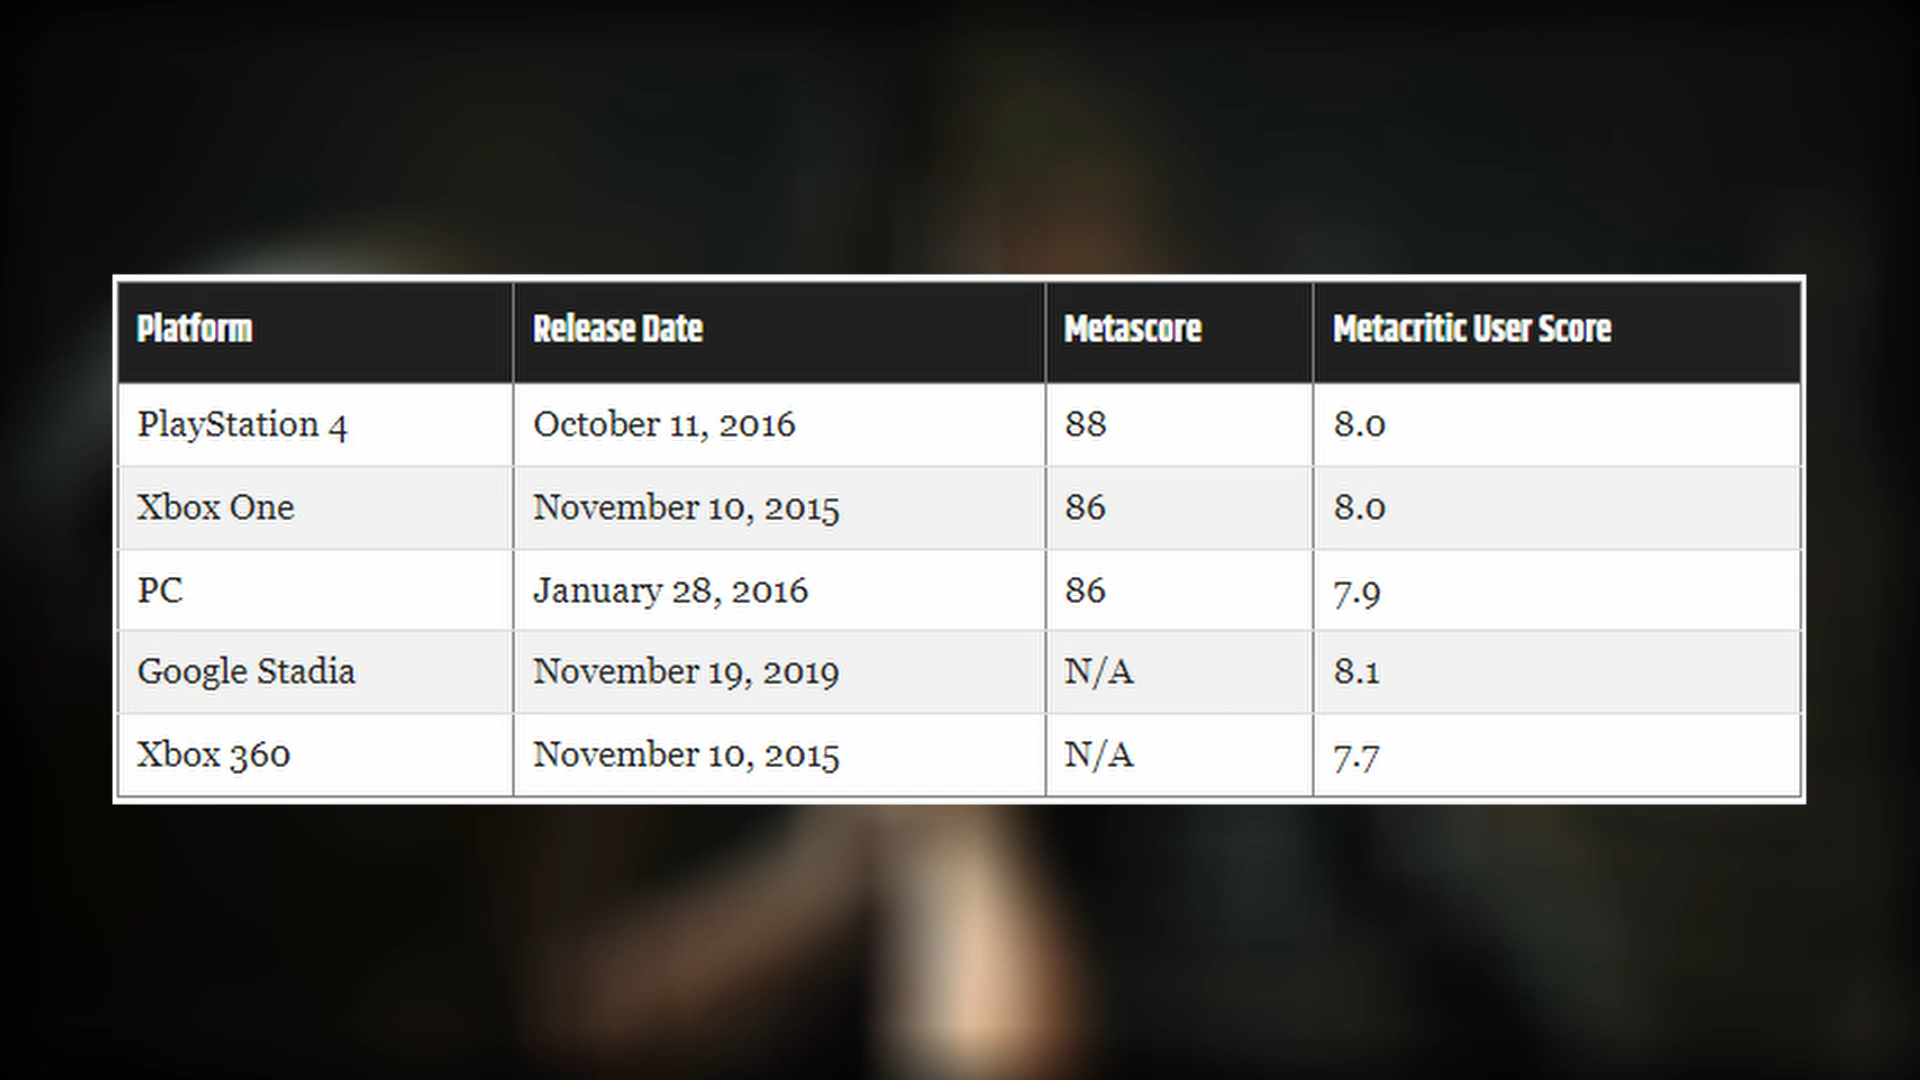 Platform Release Date Metascore Metacritic User Score
PlayStation 4 October 11, 2016 88 8.0
Xbox One November 10, 2015 86 8.0
PC January 28, 2016 86 7.9
Google Stadia November 19, 2019 N/A 8.1
Xbox 360 November 10, 2015 N/A 7.7